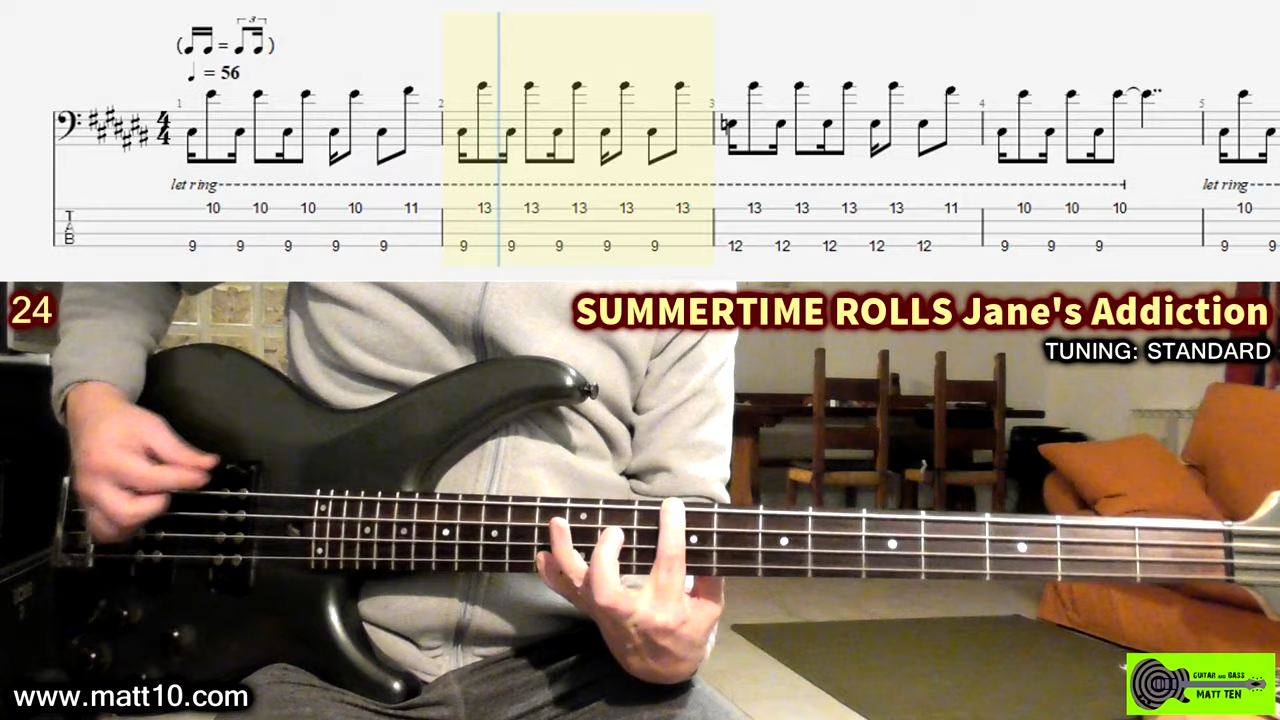 (♫ = 3 )
♩ = 56
1 2 3 4 5
4
4
let ring let ring
T 10 10 10 10 11 13 13 13 13 13 13 13 13 13 11 10 10 10 10
A
B 9 9 9 9 9 9 9 9 9 9 12 12 12 12 12 9 9 9 9 9
24
SUMMERTIME ROLLS Jane's Addiction
TUNING: STANDARD
www.matt10.com
GUITAR AND BASS
MATT TEN